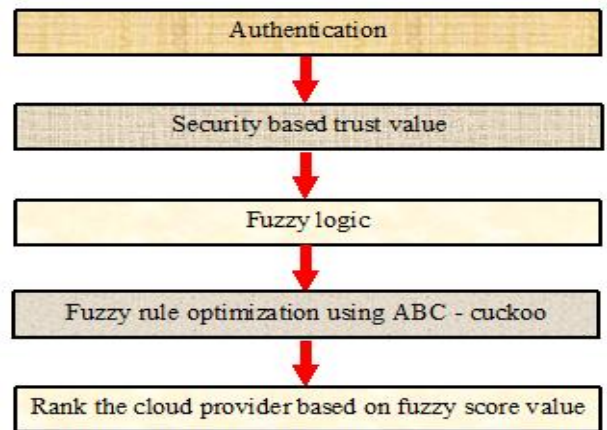 Authentication
Security based trust value
Fuzzy logic
Fuzzy rule optimization using ABC - cuckoo
Rank the cloud provider based on fuzzy score value